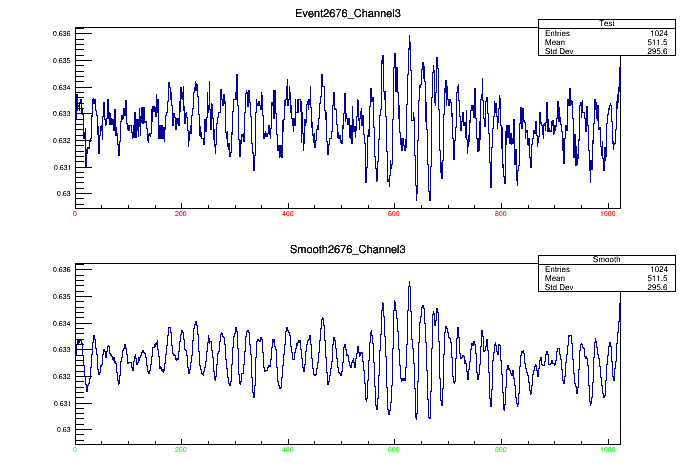 Event2676_Channel3
Test
Entries 1024
Mean 511.5
Std Dev 295.6
0.636
0.635
0.634
0.633
0.632
0.631
0.63
0 200 400 600 800 1000
Smooth2676_Channel3
Smooth
Entries 1024
Mean 511.5
Std Dev 295.6
0.636
0.635
0.634
0.633
0.632
0.631
0.63
0 200 400 600 800 1000